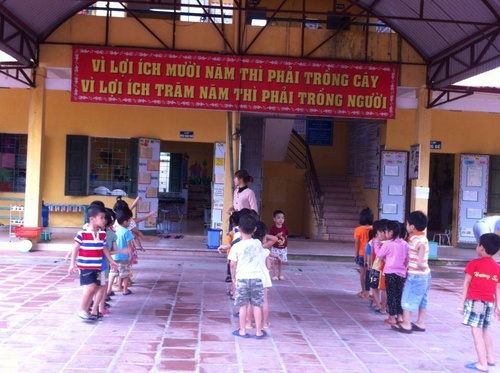 VÌ LỢI ÍCH MƯỜI NĂM THÌ PHẢI TRỒNG CÂY
VÌ LỢI ÍCH TRĂM NĂM THÌ PHẢI TRỒNG NGƯỜI